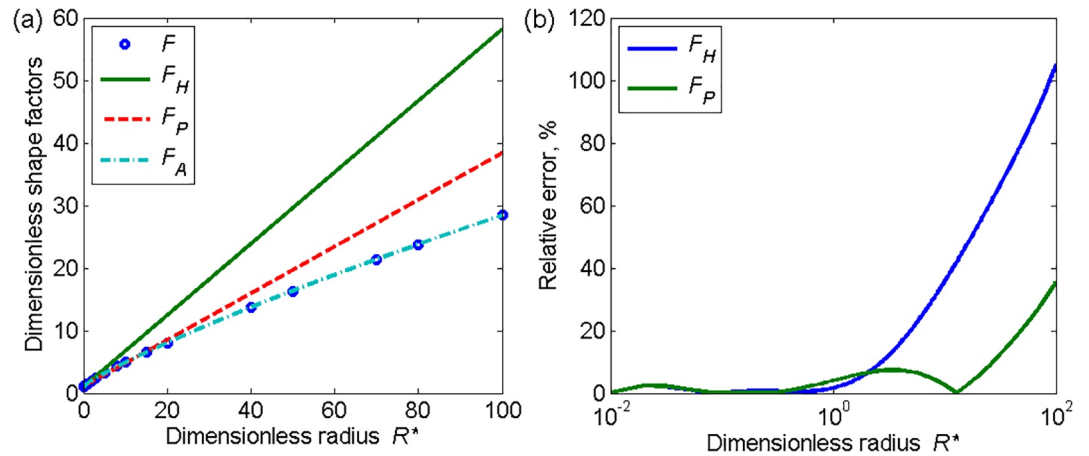 (a)
60
50
40
30
20
10
0
Dimensionless shape factors
F
F_H
F_P
F_A
0 20 40 60 80 100
Dimensionless radius R*
(b)
120
100
80
60
40
20
0
Relative error, %
F_H
F_P
10^-2 10^0 10^2
Dimensionless radius R*